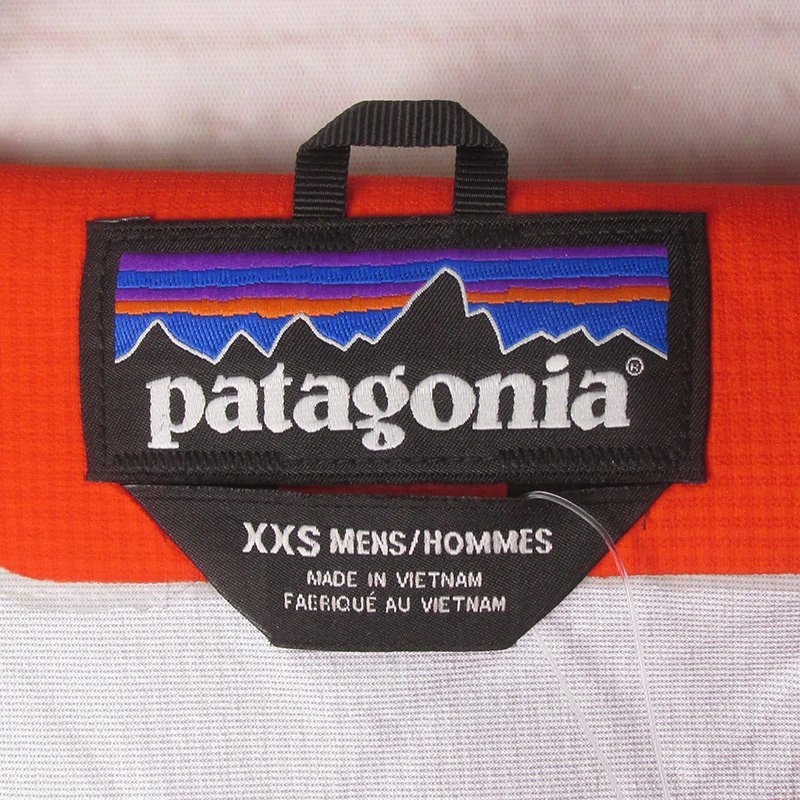 patagonia®
XXS MENS/HOMMES
MADE IN VIETNAM
FABRIQUÉ AU VIETNAM